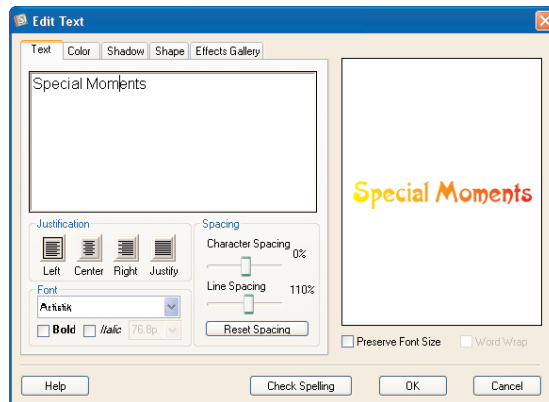 Edit Text
Text Color Shadow Shape Effects Gallery
Special Moments
Special Moments
Justification
Left Center Right Justify
Spacing
Character Spacing
0%
Line Spacing 110%
Reset Spacing
Font
Artistik
Bold Italic 76.8p
Preserve Font Size Word Wrap
Help Check Spelling OK Cancel